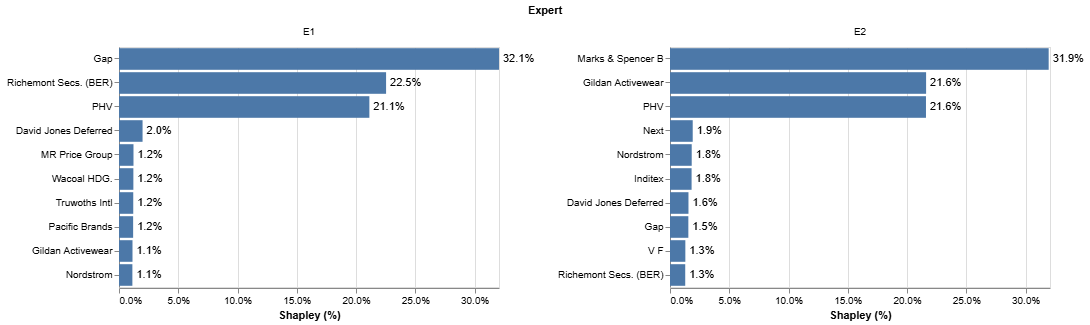 Expert
E1
Gap 32.1%
Richemont Secs. (BER) 22.5%
PHV 21.1%
David Jones Deferred 2.0%
MR Price Group 1.2%
Wacoal HDG. 1.2%
Truwoths Intl 1.2%
Pacific Brands 1.2%
Gildan Activewear 1.1%
Nordstrom 1.1%
0.0% 5.0% 10.0% 15.0% 20.0% 25.0% 30.0%
Shapley (%)
E2
Marks & Spencer B 31.9%
Gildan Activewear 21.6%
PHV 21.6%
Next 1.9%
Nordstrom 1.8%
Inditex 1.8%
David Jones Deferred 1.6%
Gap 1.5%
V F 1.3%
Richemont Secs. (BER) 1.3%
0.0% 5.0% 10.0% 15.0% 20.0% 25.0% 30.0%
Shapley (%)